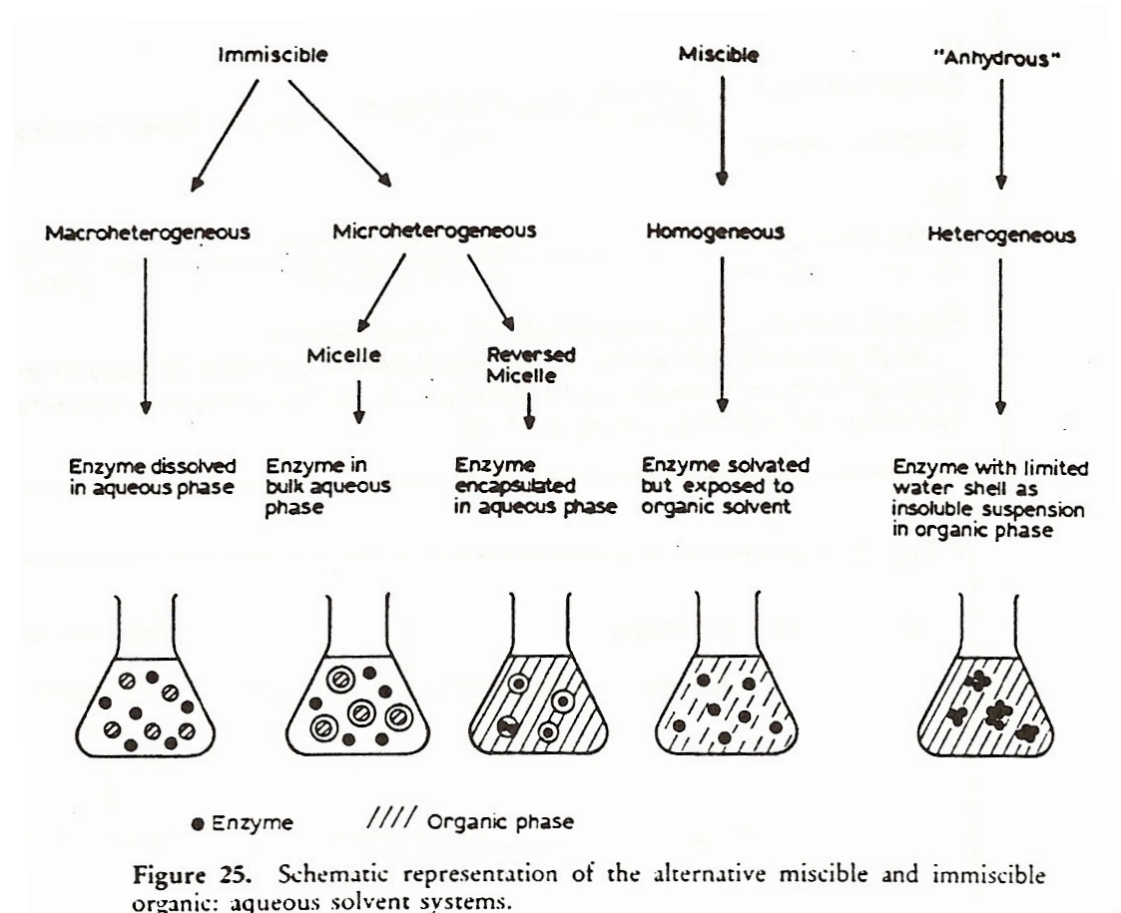 Immiscible
Miscible
"Anhydrous"
Macroheterogeneous
Microheterogeneous
Homogeneous
Heterogeneous
Micelle
Reversed
Micelle
Enzyme dissolved
in aqueous phase
Enzyme in
bulk aqueous
phase
Enzyme
encapsulated
in aqueous phase
Enzyme solvated
but exposed to
organic solvent
Enzyme with limited
water shell as
insoluble suspension
in organic phase
Enzyme
Organic phase
Figure 25. Schematic representation of the alternative miscible and immiscible
organic: aqueous solvent systems.